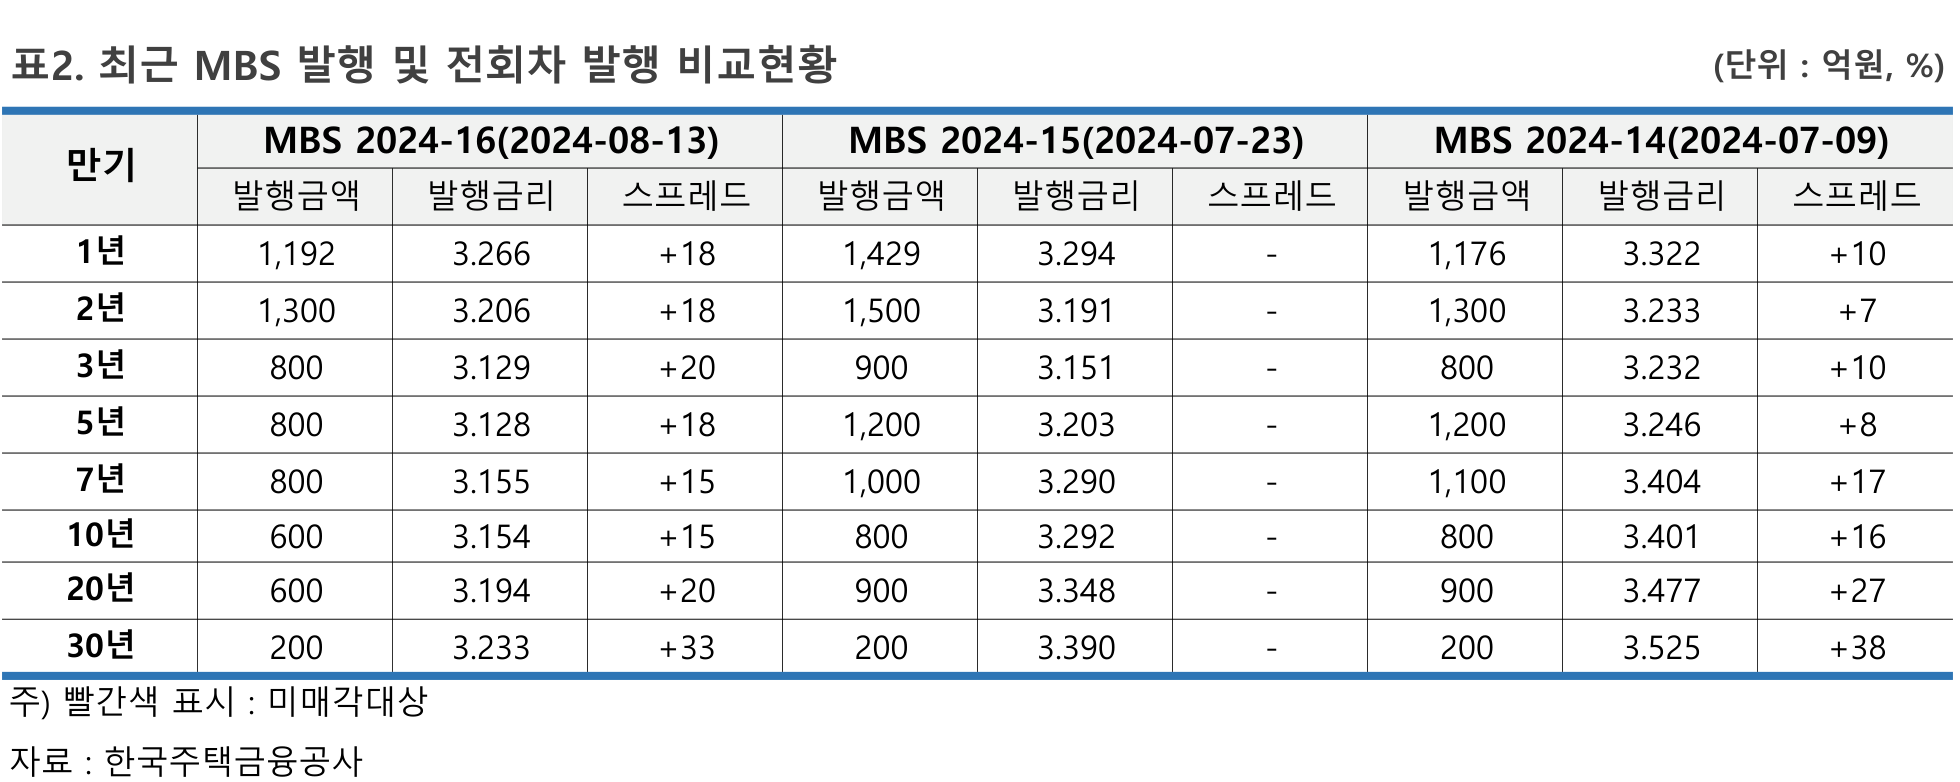 표2. 최근 MBS 발행 및 전회차 발행 비교현황 (단위 : 억원, %)
만기 MBS 2024-16(2024-08-13) MBS 2024-15(2024-07-23) MBS 2024-14(2024-07-09)
발행금액 발행금리 스프레드 발행금액 발행금리 스프레드 발행금액 발행금리 스프레드
1년 1,192 3.266 +18 1,429 3.294 - 1,176 3.322 +10
2년 1,300 3.206 +18 1,500 3.191 - 1,300 3.233 +7
3년 800 3.129 +20 900 3.151 - 800 3.232 +10
5년 800 3.128 +18 1,200 3.203 - 1,200 3.246 +8
7년 800 3.155 +15 1,000 3.290 - 1,100 3.404 +17
10년 600 3.154 +15 800 3.292 - 800 3.401 +16
20년 600 3.194 +20 900 3.348 - 900 3.477 +27
30년 200 3.233 +33 200 3.390 - 200 3.525 +38
주) 빨간색 표시 : 미매각대상
자료 : 한국주택금융공사